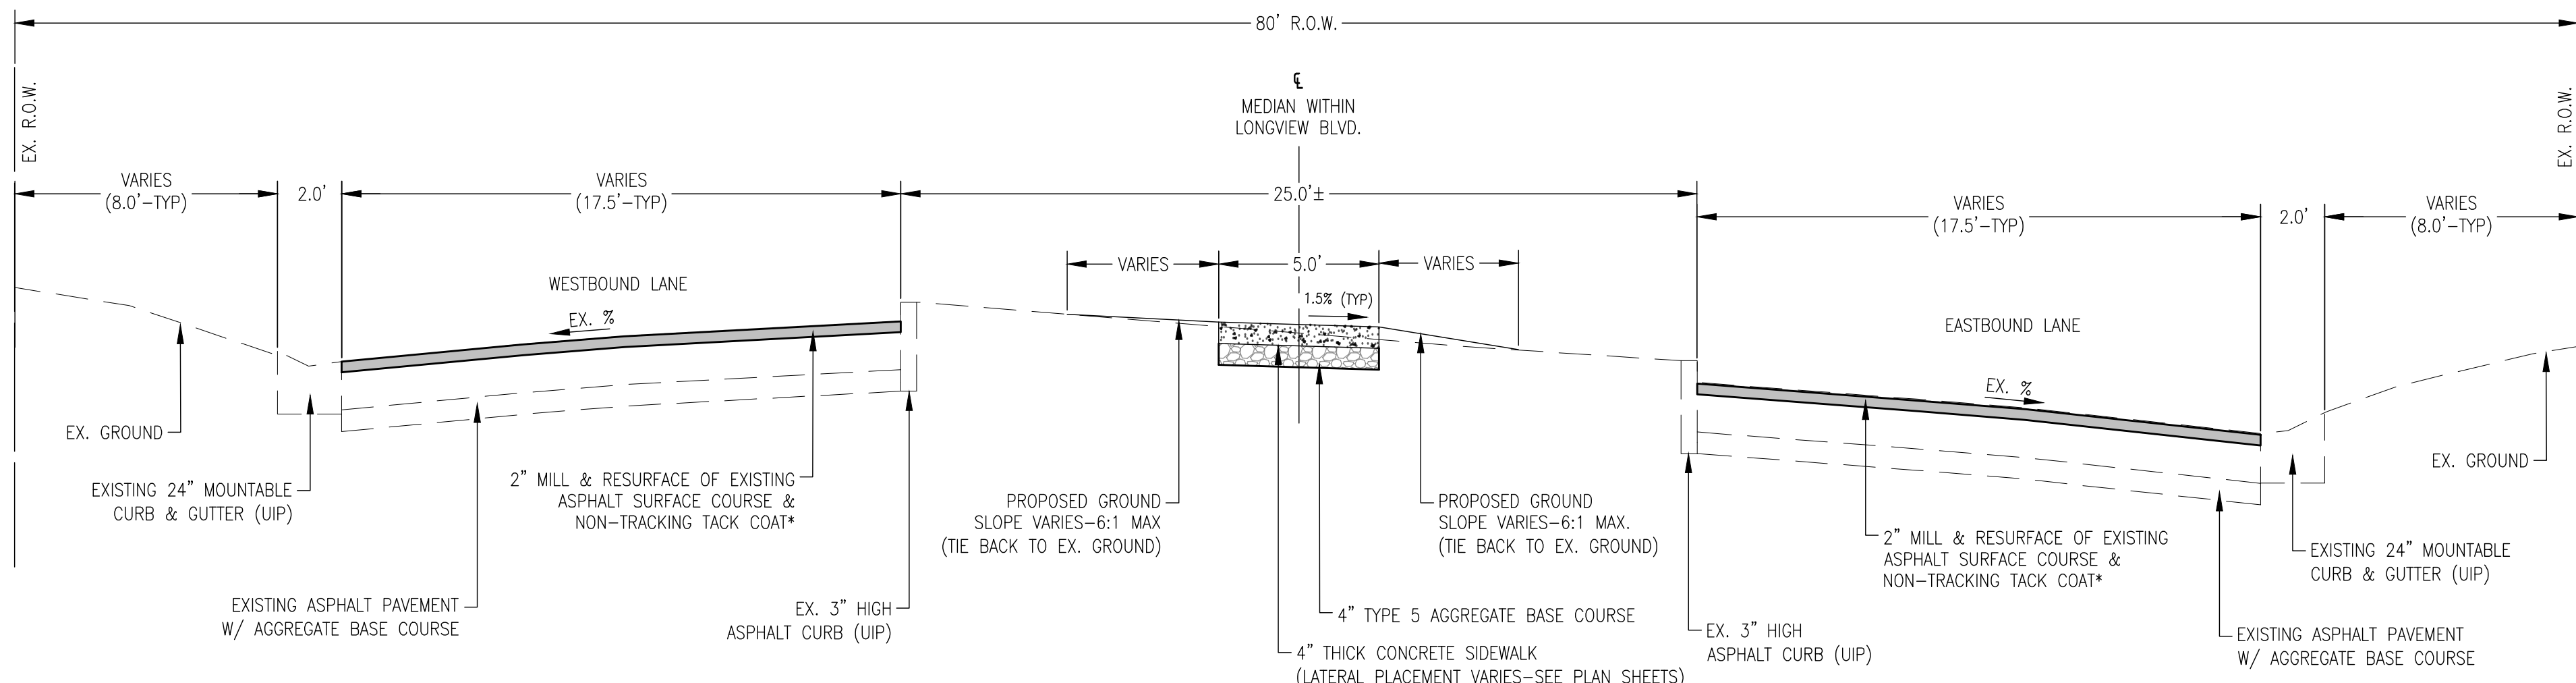 80' R.O.W.
EX. R.O.W.
EX. R.O.W.
℄
MEDIAN WITHIN
LONGVIEW BLVD.
VARIES
(8.0'-TYP)
2.0'
VARIES
(17.5'-TYP)
25.0'±
VARIES
(17.5'-TYP)
2.0'
VARIES
(8.0'-TYP)
VARIES
5.0'
VARIES
1.5% (TYP)
WESTBOUND LANE
EX. %
EASTBOUND LANE
EX. %
EX. GROUND
EXISTING 24" MOUNTABLE
CURB & GUTTER (UIP)
2" MILL & RESURFACE OF EXISTING
ASPHALT SURFACE COURSE &
NON-TRACKING TACK COAT*
EXISTING ASPHALT PAVEMENT
W/ AGGREGATE BASE COURSE
EX. 3" HIGH
ASPHALT CURB (UIP)
PROPOSED GROUND
SLOPE VARIES-6:1 MAX
(TIE BACK TO EX. GROUND)
PROPOSED GROUND
SLOPE VARIES-6:1 MAX.
(TIE BACK TO EX. GROUND)
4" TYPE 5 AGGREGATE BASE COURSE
4" THICK CONCRETE SIDEWALK
(LATERAL PLACEMENT VARIES-SEE PLAN SHEETS)
EX. 3" HIGH
ASPHALT CURB (UIP)
2" MILL & RESURFACE OF EXISTING
ASPHALT SURFACE COURSE &
NON-TRACKING TACK COAT*
EX. GROUND
EXISTING 24" MOUNTABLE
CURB & GUTTER (UIP)
EXISTING ASPHALT PAVEMENT
W/ AGGREGATE BASE COURSE